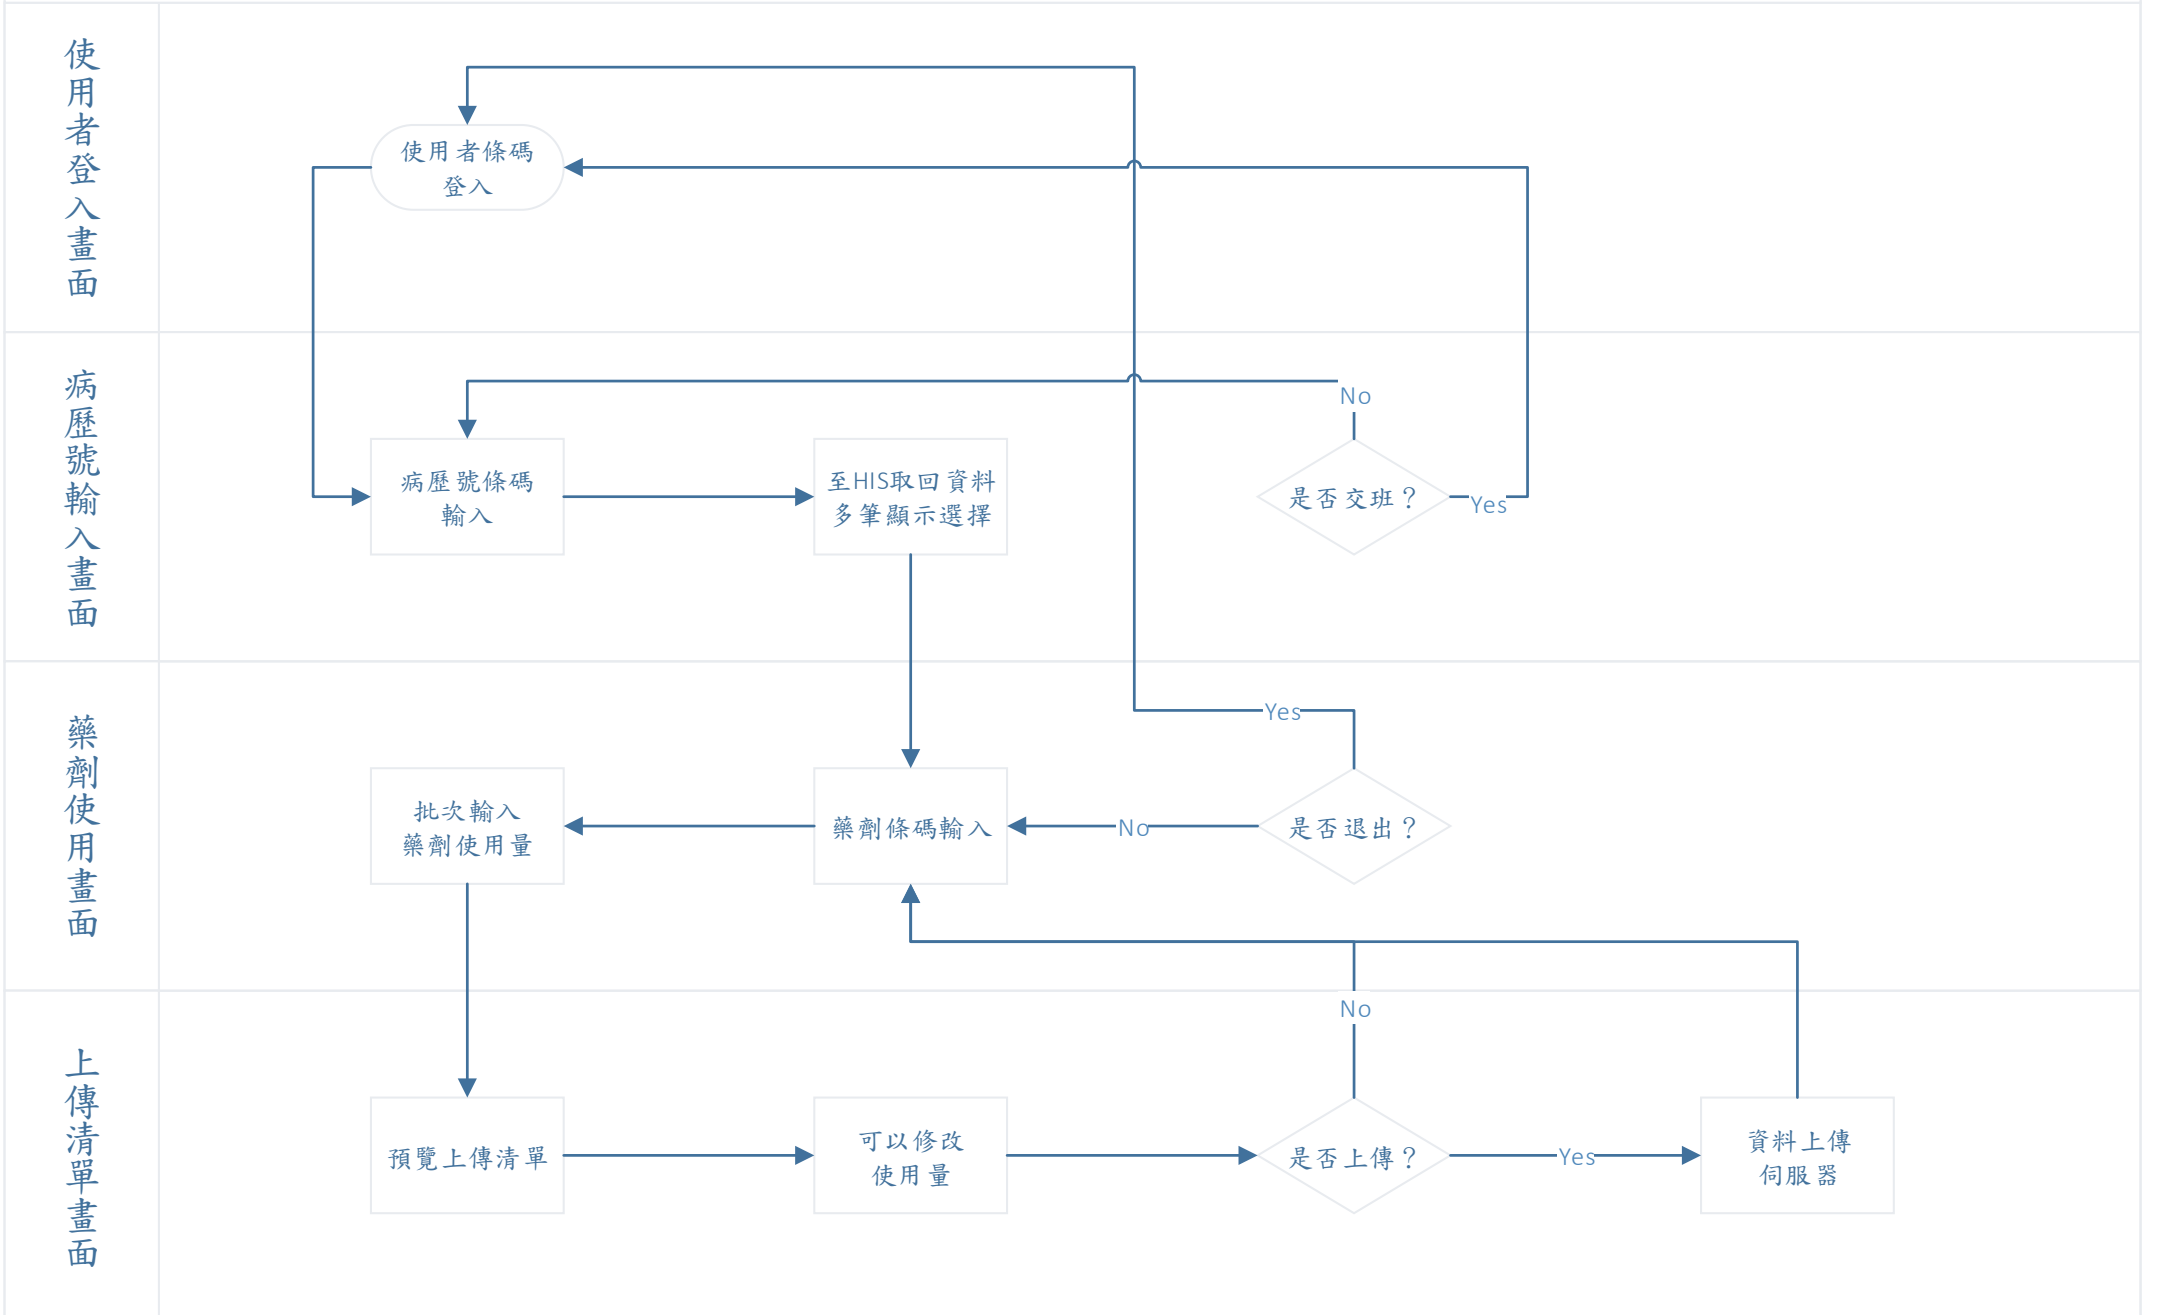 使用者登入畫面
使用者條碼
登入
病歷號輸入畫面
No
病歷號條碼
輸入
至HIS取回資料
多筆顯示選擇
是否交班？
Yes
藥劑使用畫面
Yes
批次輸入
藥劑使用量
藥劑條碼輸入
No
是否退出？
上傳清單畫面
No
預覽上傳清單
可以修改
使用量
是否上傳？
Yes
資料上傳
伺服器